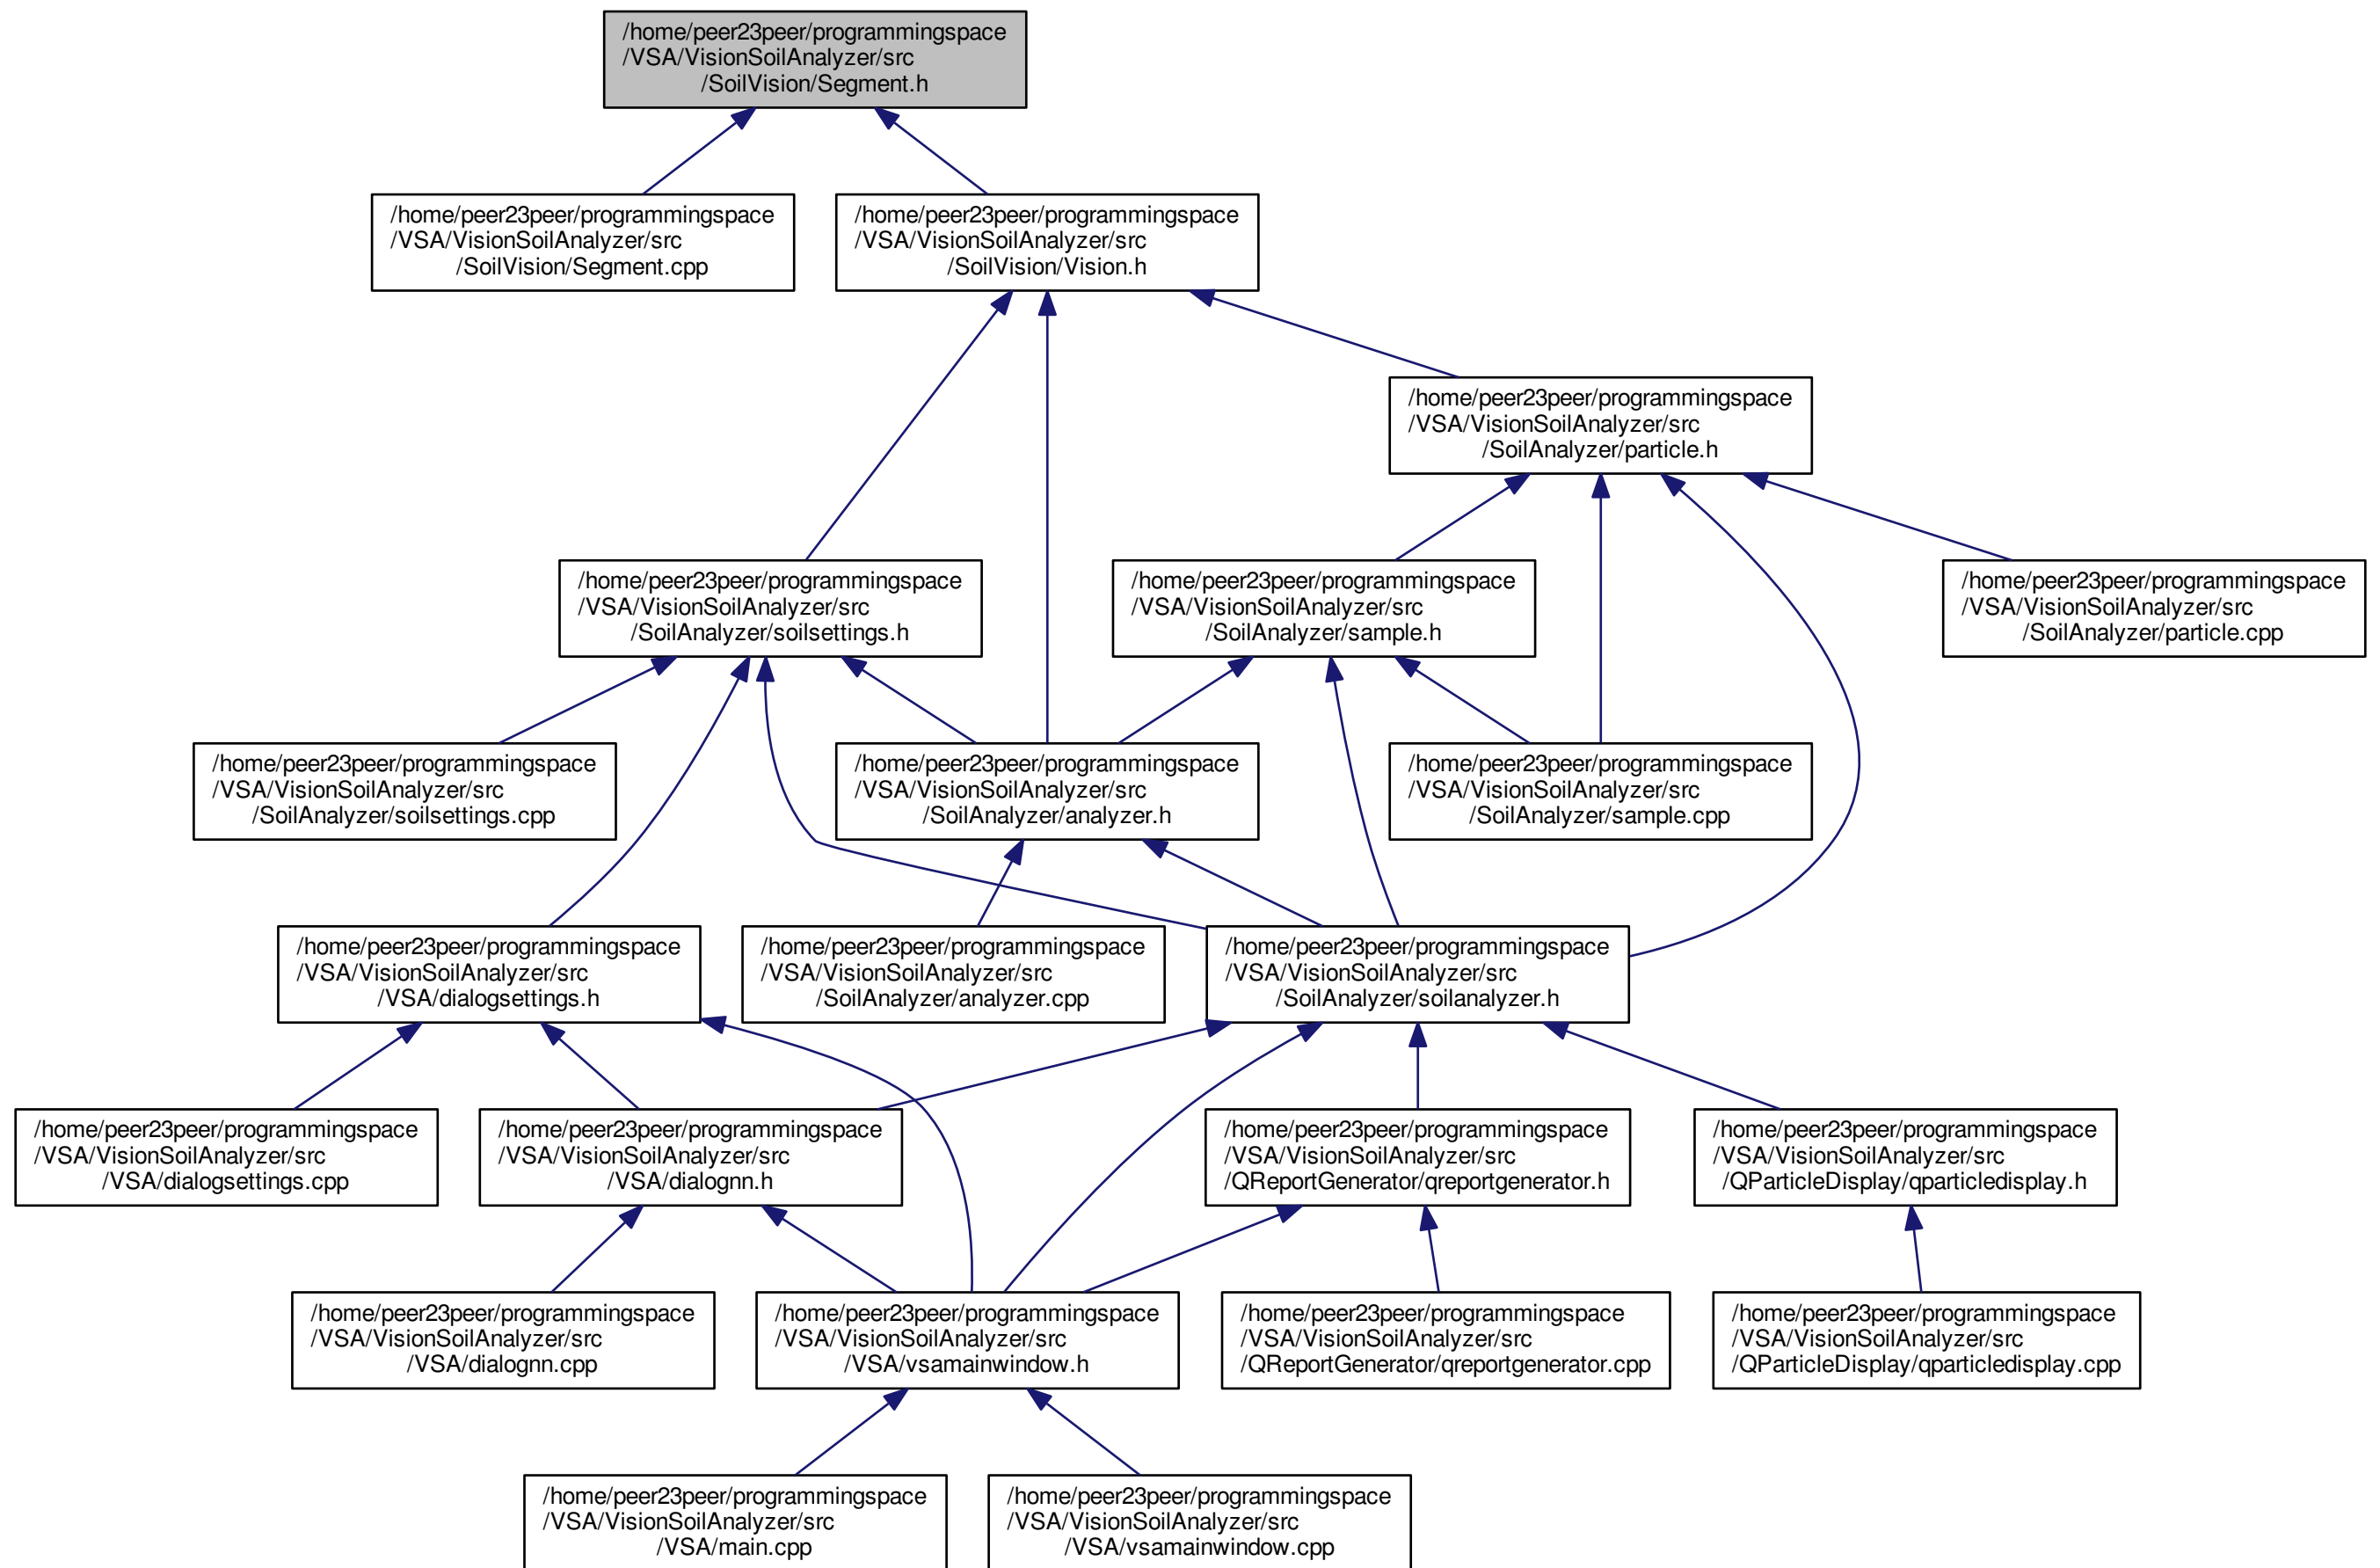 /home/peer23peer/programmingspace
/VSA/VisionSoilAnalyzer/src
/SoilVision/Segment.h
/home/peer23peer/programmingspace
/VSA/VisionSoilAnalyzer/src
/SoilVision/Segment.cpp
/home/peer23peer/programmingspace
/VSA/VisionSoilAnalyzer/src
/SoilVision/Vision.h
/home/peer23peer/programmingspace
/VSA/VisionSoilAnalyzer/src
/SoilAnalyzer/particle.h
/home/peer23peer/programmingspace
/VSA/VisionSoilAnalyzer/src
/SoilAnalyzer/soilsettings.h
/home/peer23peer/programmingspace
/VSA/VisionSoilAnalyzer/src
/SoilAnalyzer/sample.h
/home/peer23peer/programmingspace
/VSA/VisionSoilAnalyzer/src
/SoilAnalyzer/particle.cpp
/home/peer23peer/programmingspace
/VSA/VisionSoilAnalyzer/src
/SoilAnalyzer/soilsettings.cpp
/home/peer23peer/programmingspace
/VSA/VisionSoilAnalyzer/src
/SoilAnalyzer/analyzer.h
/home/peer23peer/programmingspace
/VSA/VisionSoilAnalyzer/src
/SoilAnalyzer/sample.cpp
/home/peer23peer/programmingspace
/VSA/VisionSoilAnalyzer/src
/VSA/dialogsettings.h
/home/peer23peer/programmingspace
/VSA/VisionSoilAnalyzer/src
/SoilAnalyzer/analyzer.cpp
/home/peer23peer/programmingspace
/VSA/VisionSoilAnalyzer/src
/SoilAnalyzer/soilanalyzer.h
/home/peer23peer/programmingspace
/VSA/VisionSoilAnalyzer/src
/VSA/dialogsettings.cpp
/home/peer23peer/programmingspace
/VSA/VisionSoilAnalyzer/src
/VSA/dialognn.h
/home/peer23peer/programmingspace
/VSA/VisionSoilAnalyzer/src
/QReportGenerator/qreportgenerator.h
/home/peer23peer/programmingspace
/VSA/VisionSoilAnalyzer/src
/QParticleDisplay/qparticledisplay.h
/home/peer23peer/programmingspace
/VSA/VisionSoilAnalyzer/src
/VSA/dialognn.cpp
/home/peer23peer/programmingspace
/VSA/VisionSoilAnalyzer/src
/VSA/vsamainwindow.h
/home/peer23peer/programmingspace
/VSA/VisionSoilAnalyzer/src
/QReportGenerator/qreportgenerator.cpp
/home/peer23peer/programmingspace
/VSA/VisionSoilAnalyzer/src
/QParticleDisplay/qparticledisplay.cpp
/home/peer23peer/programmingspace
/VSA/VisionSoilAnalyzer/src
/VSA/main.cpp
/home/peer23peer/programmingspace
/VSA/VisionSoilAnalyzer/src
/VSA/vsamainwindow.cpp